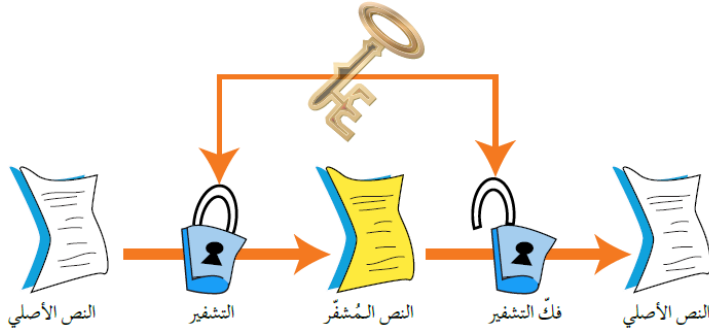 النص الأصلي
التشفير
النص المُشفّر
فكّ التشفير
النص الأصلي